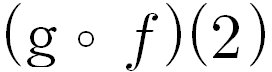 (g ∘ f)(2)